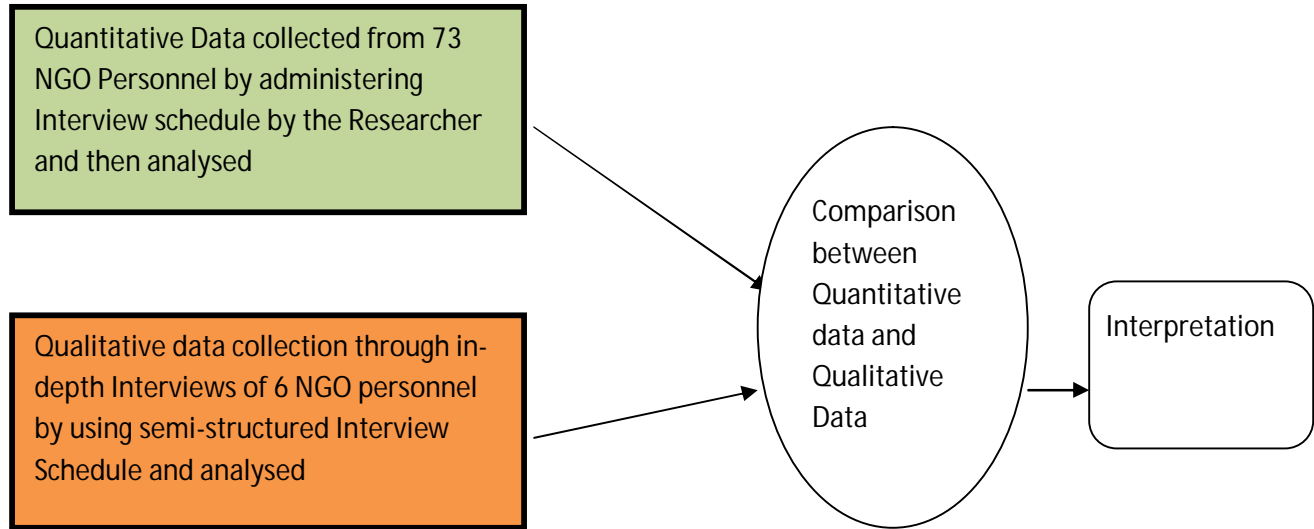 Quantitative Data collected from 73
NGO Personnel by administering
Interview schedule by the Researcher
and then analysed
Qualitative data collection through in-
depth Interviews of 6 NGO personnel
by using semi-structured Interview
Schedule and analysed
Comparison
between
Quantitative
data and
Qualitative
Data
Interpretation